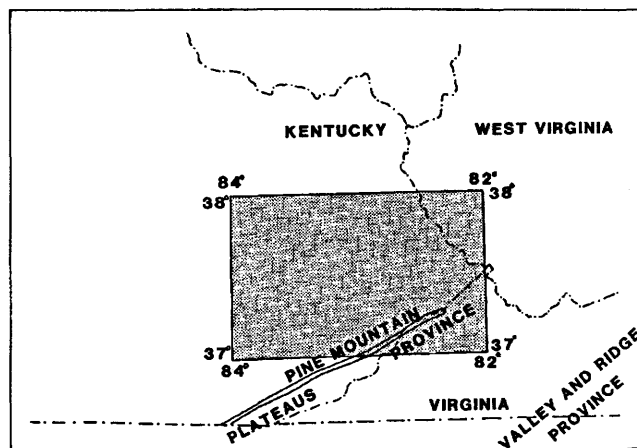 KENTUCKY
WEST VIRGINIA
84°
82°
38°
38°
PINE MOUNTAIN
PROVINCE
37°
37°
84°
82°
PLATEAUS
VIRGINIA
VALLEY AND RIDGE
PROVINCE